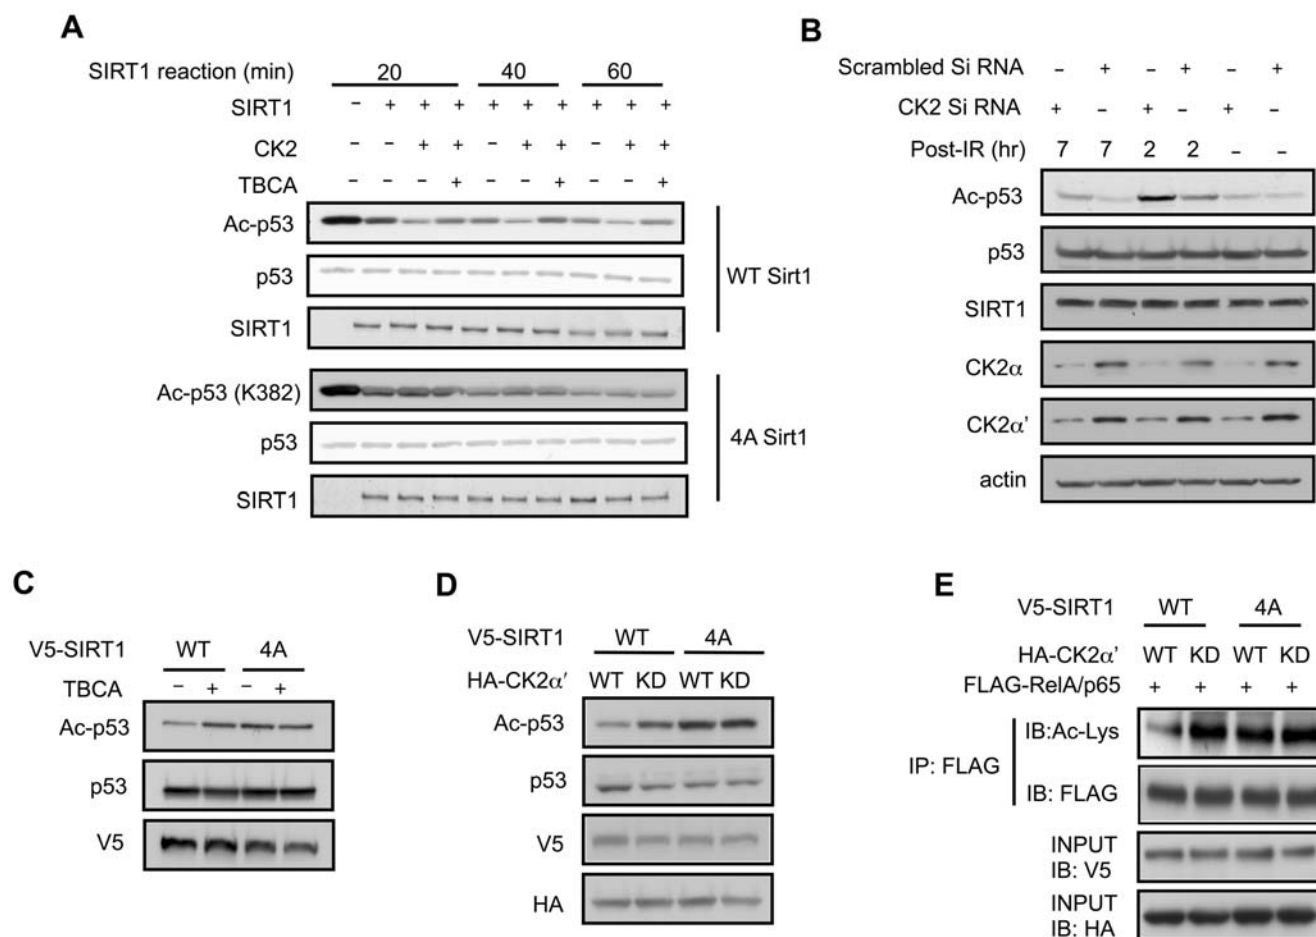 A
SIRT1 reaction (min) 20 40 60
SIRT1 – + + + + + + + + +
CK2 – – + + – + + – + +
TBCA – – – + – – + – – +
Ac-p53
p53
SIRT1
WT Sirt1
Ac-p53 (K382)
p53
SIRT1
4A Sirt1
B
Scrambled Si RNA – + – + – +
CK2 Si RNA + – + – + –
Post-IR (hr) 7 7 2 2 – –
Ac-p53
p53
SIRT1
CK2α
CK2α'
actin
C
V5-SIRT1 WT 4A
TBCA – + – +
Ac-p53
p53
V5
D
V5-SIRT1 WT 4A
HA-CK2α' WT KD WT KD
Ac-p53
p53
V5
HA
E
V5-SIRT1 WT 4A
HA-CK2α' WT KD WT KD
FLAG-RelA/p65 + + + +
IP: FLAG
IB:Ac-Lys
IB: FLAG
INPUT
IB: V5
INPUT
IB: HA